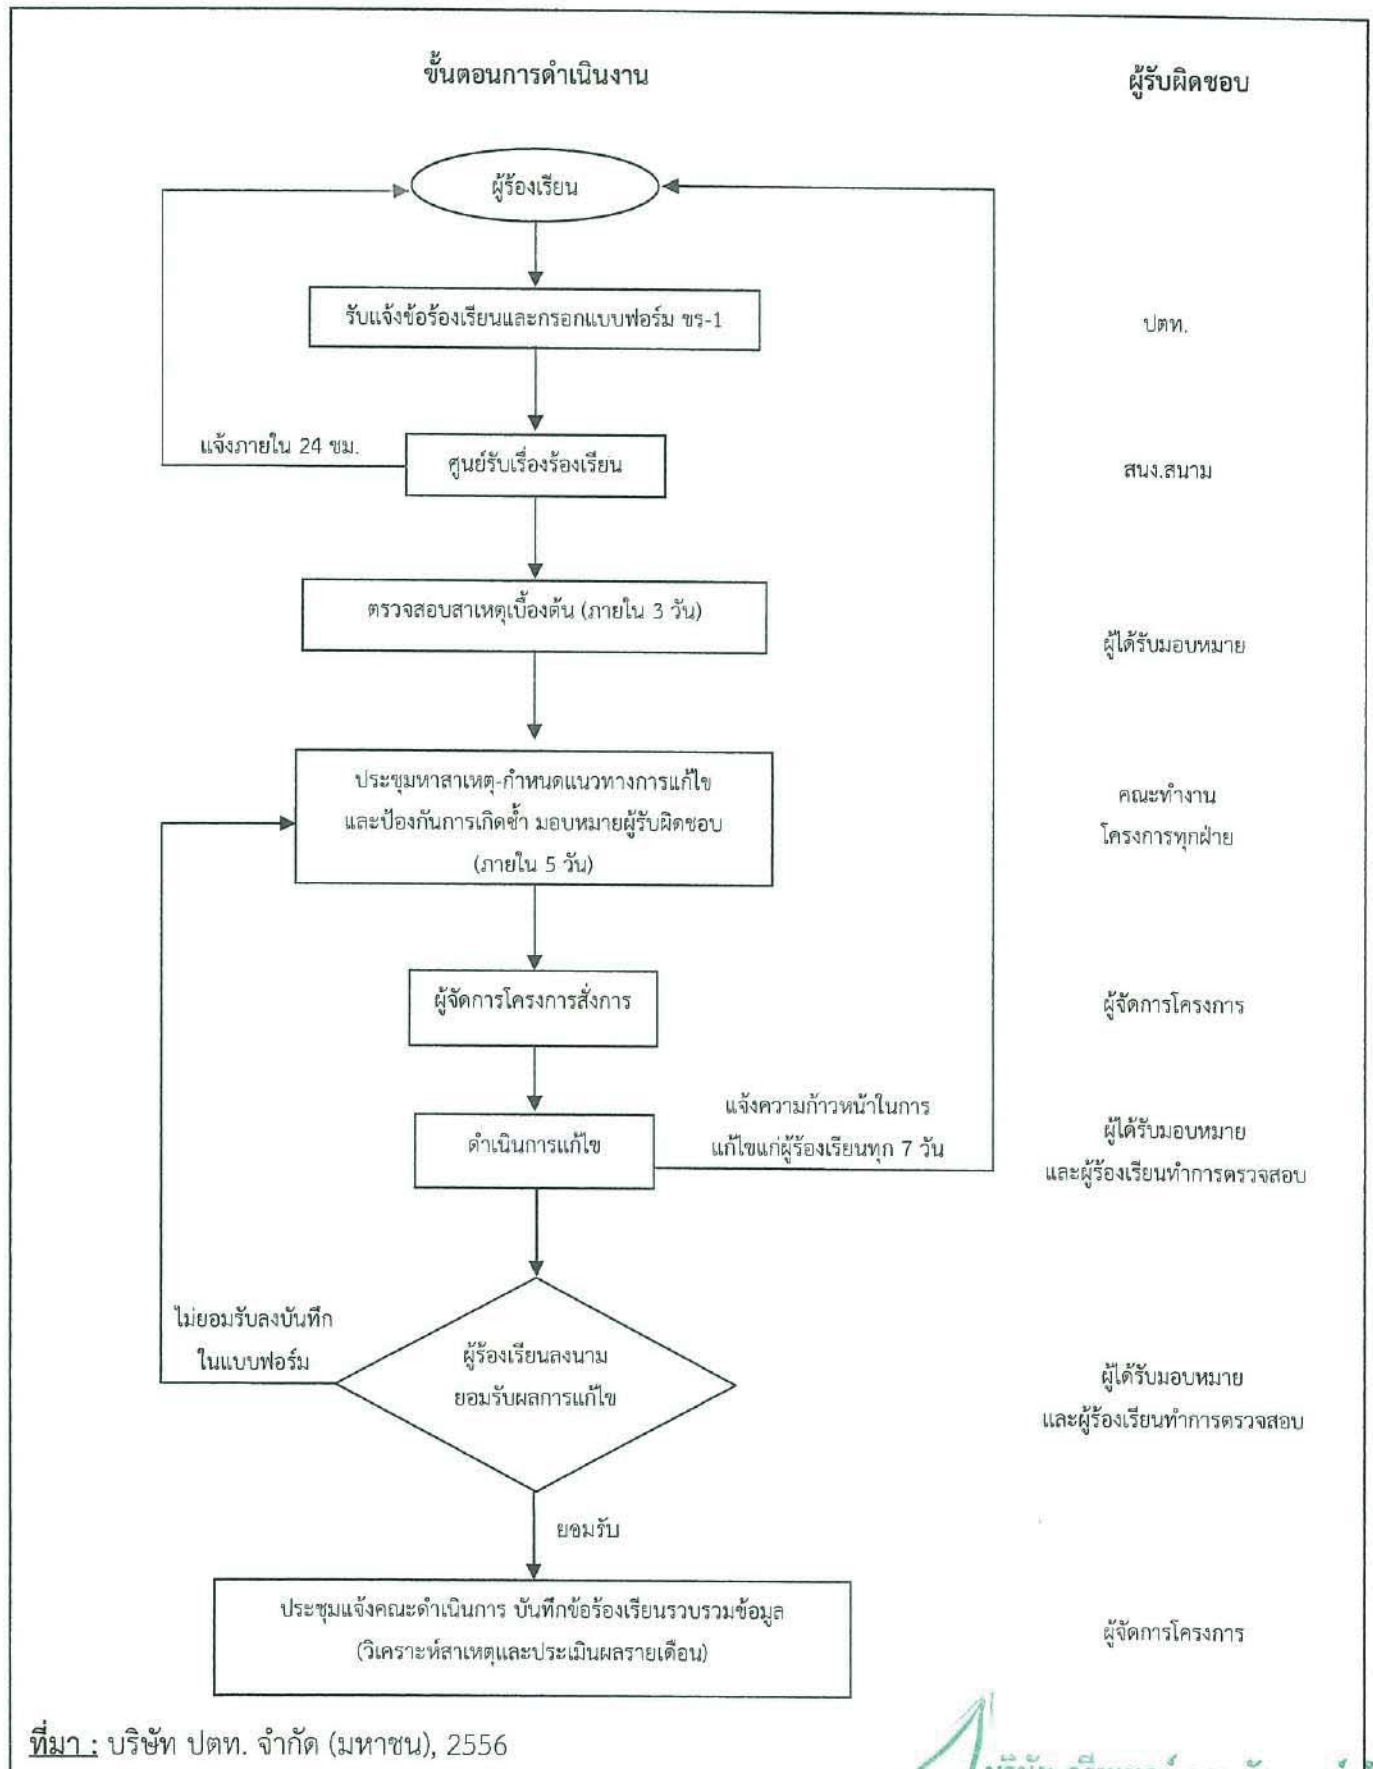 ขั้นตอนการดำเนินงาน
ผู้รับผิดชอบ
ผู้ร้องเรียน
รับแจ้งข้อร้องเรียนและกรอกแบบฟอร์ม ขร-1
ปตท.
แจ้งภายใน 24 ชม.
ศูนย์รับเรื่องร้องเรียน
สนง.สนาม
ตรวจสอบสาเหตุเบื้องต้น (ภายใน 3 วัน)
ผู้ได้รับมอบหมาย
ประชุมหาสาเหตุ-กำหนดแนวทางการแก้ไข
และป้องกันการเกิดซ้ำ มอบหมายผู้รับผิดชอบ
(ภายใน 5 วัน)
คณะทำงาน
โครงการทุกฝ่าย
ผู้จัดการโครงการสั่งการ
ผู้จัดการโครงการ
ดำเนินการแก้ไข
แจ้งความก้าวหน้าในการ
แก้ไขแก่ผู้ร้องเรียนทุก 7 วัน
ผู้ได้รับมอบหมาย
และผู้ร้องเรียนทำการตรวจสอบ
ไม่ยอมรับลงบันทึก
ในแบบฟอร์ม
ผู้ร้องเรียนลงนาม
ยอมรับผลการแก้ไข
ผู้ได้รับมอบหมาย
และผู้ร้องเรียนทำการตรวจสอบ
ยอมรับ
ประชุมแจ้งคณะดำเนินการ บันทึกข้อร้องเรียนรวบรวมข้อมูล
(วิเคราะห์สาเหตุและประเมินผลรายเดือน)
ผู้จัดการโครงการ
ที่มา : บริษัท ปตท. จำกัด (มหาชน), 2556